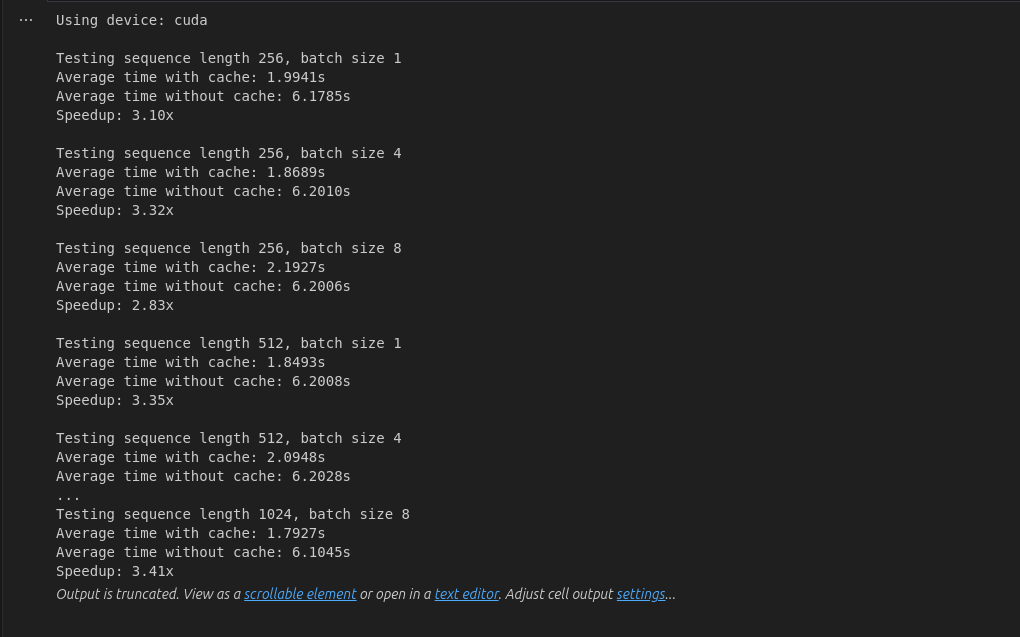 ...
Using device: cuda
Testing sequence length 256, batch size 1
Average time with cache: 1.9941s
Average time without cache: 6.1785s
Speedup: 3.10x
Testing sequence length 256, batch size 4
Average time with cache: 1.8689s
Average time without cache: 6.2010s
Speedup: 3.32x
Testing sequence length 256, batch size 8
Average time with cache: 2.1927s
Average time without cache: 6.2006s
Speedup: 2.83x
Testing sequence length 512, batch size 1
Average time with cache: 1.8493s
Average time without cache: 6.2008s
Speedup: 3.35x
Testing sequence length 512, batch size 4
Average time with cache: 2.0948s
Average time without cache: 6.2028s
...
Testing sequence length 1024, batch size 8
Average time with cache: 1.7927s
Average time without cache: 6.1045s
Speedup: 3.41x
Output is truncated. View as a scrollable element or open in a text editor. Adjust cell output settings...